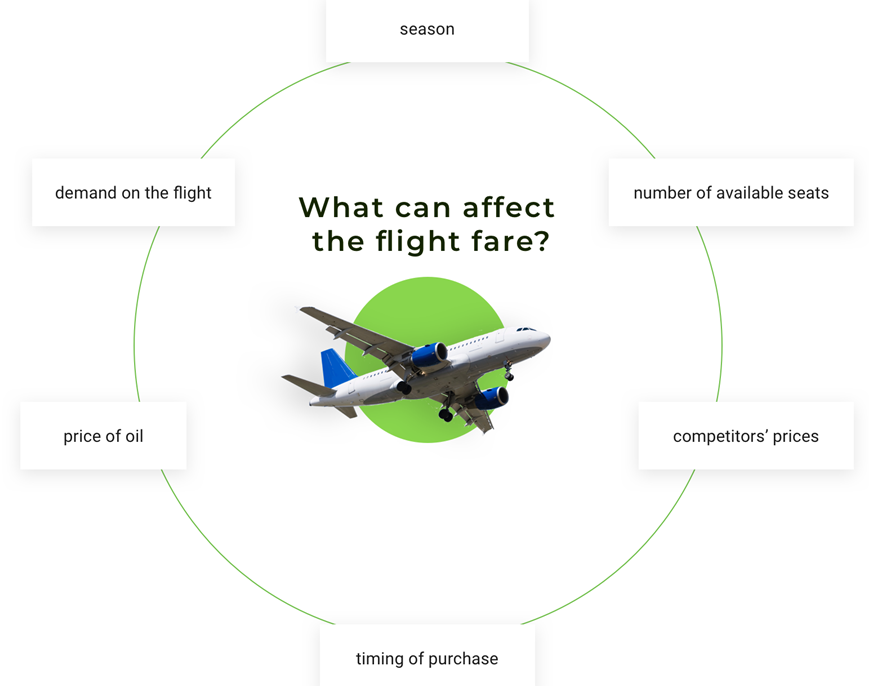 season
demand on the flight
number of available seats
What can affect
the flight fare?
price of oil
competitors’ prices
timing of purchase